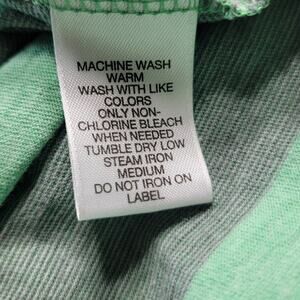 MACHINE WASH
WARM
WASH WITH LIKE
COLORS
ONLY NON-
CHLORINE BLEACH
WHEN NEEDED
TUMBLE DRY LOW
STEAM IRON
MEDIUM
DO NOT IRON ON
LABEL